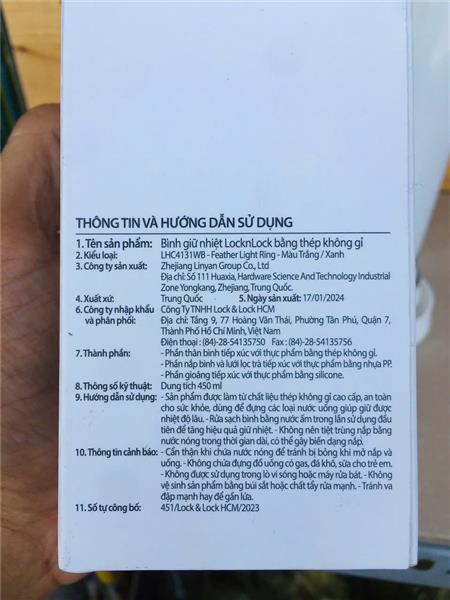 THÔNG TIN VÀ HƯỚNG DẪN SỬ DỤNG
1. Tên sản phẩm: Bình giữ nhiệt LocknLock bằng thép không gỉ
2. Kiểu loại: LHC4131WB - Feather Light Ring - Màu Trắng / Xanh
3. Công ty sản xuất: Zhejiang Linyan Group Co., Ltd
Địa chỉ: Số 111 Huaxia, Hardware Science And Technology Industrial
Zone Yongkang, Zhejiang, Trung Quốc.
4. Xuất xứ: Trung Quốc 5. Ngày sản xuất: 17/01/2024
6. Công ty nhập khẩu Công Ty TNHH Lock & Lock HCM
và phân phối: Địa chỉ: Tầng 9, 77 Hoàng Văn Thái, Phường Tân Phú, Quận 7,
Thành Phố Hồ Chí Minh, Việt Nam
Điện thoại : (84)-28-54135750 Fax : (84)-28-54135756
7. Thành phần: - Phần thân bình tiếp xúc với thực phẩm bằng thép không gỉ.
- Phần nắp bình và lưới lọc trà tiếp xúc với thực phẩm bằng nhựa PP.
- Phần gioăng tiếp xúc với thực phẩm bằng silicone.
8. Thông số kỹ thuật: Dung tích 450 ml
9. Hướng dẫn sử dụng: - Sản phẩm được làm từ chất liệu thép không gỉ cao cấp, an toàn
cho sức khỏe, dùng để đựng các loại nước uống giúp giữ được
nhiệt độ lâu. - Rửa sạch bình bằng nước ấm trong lần sử dụng đầu
tiên để tăng hiệu quả giữ nhiệt. - Không nên tiệt trùng nắp bằng
nước nóng trong thời gian dài, có thể gây biến dạng nắp.
10. Thông tin cảnh báo: - Cẩn thận khi chứa nước nóng để tránh bị bỏng khi mở nắp và
uống. - Không chứa đựng đồ uống có gas, đá khô, sữa cho trẻ em.
- Không được sử dụng trong lò vi sóng hoặc máy rửa bát. - Không
vệ sinh sản phẩm bằng bùi sắt hoặc chất tẩy rửa mạnh. - Tránh va
đập mạnh hay để gần lửa.
11. Số tự công bố: 451/Lock & Lock HCM/2023